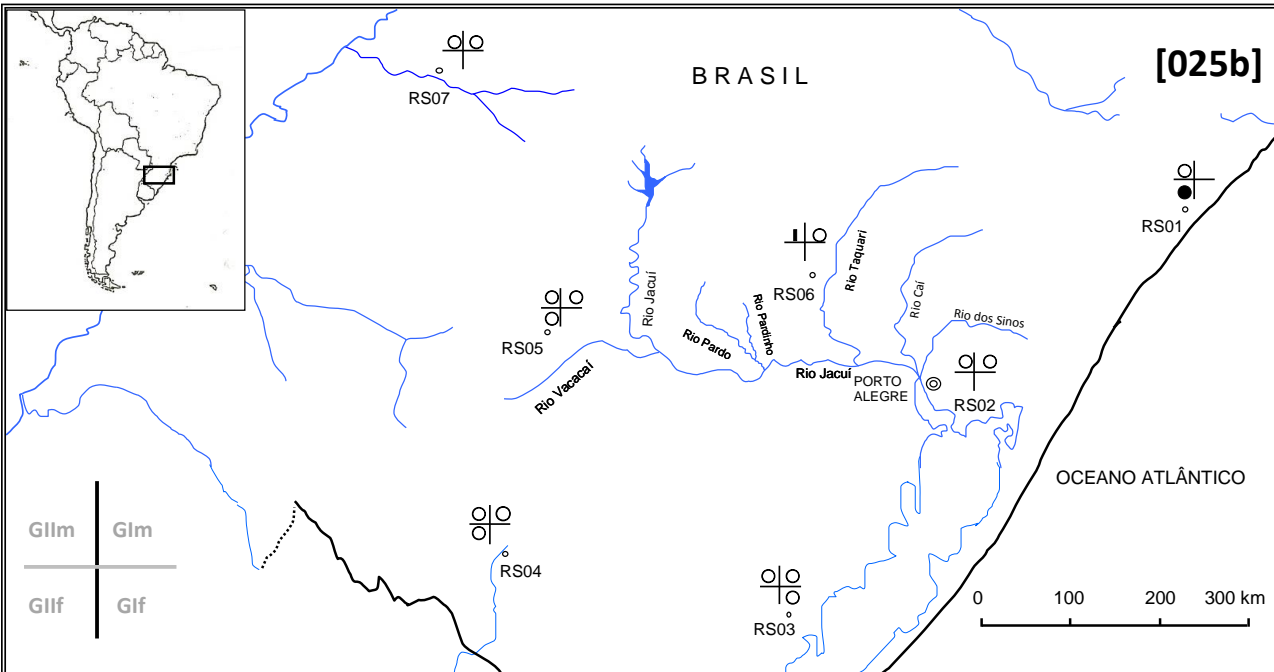 [025b]
BRASIL
RS07
RS01
RS06
Rio Taquari
Rio Caí
Rio dos Sinos
Rio Jacuí
RS05
Rio Pardo
Rio Pardinho
Rio Vacacaí
Rio Jacuí
PORTO
ALEGRE
RS02
OCEANO ATLÂNTICO
GIIm
GIm
GIIf
GIf
RS04
RS03
0 100 200 300 km